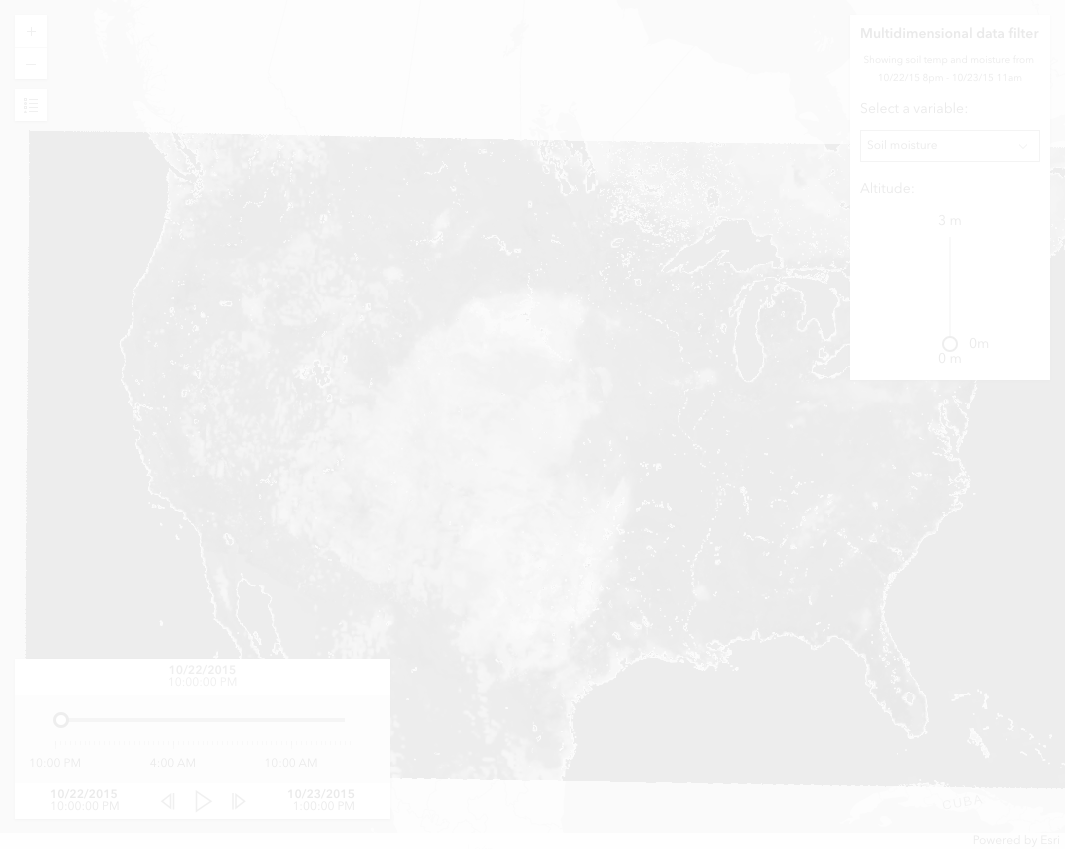 +
Multidimensional data filter
Showing soil temp and moisture from
10/22/15 6pm - 10/23/15 11am
Select a variable:
Soil moisture
Altitude:
3 m
0m
0 m
10/22/2015
10:00:00 PM
10:00 PM 4:00 AM 10:00 AM
10/22/2015 10/23/2015
10:00:00 PM 1:00:00 PM
CUBA
Powered by Esri